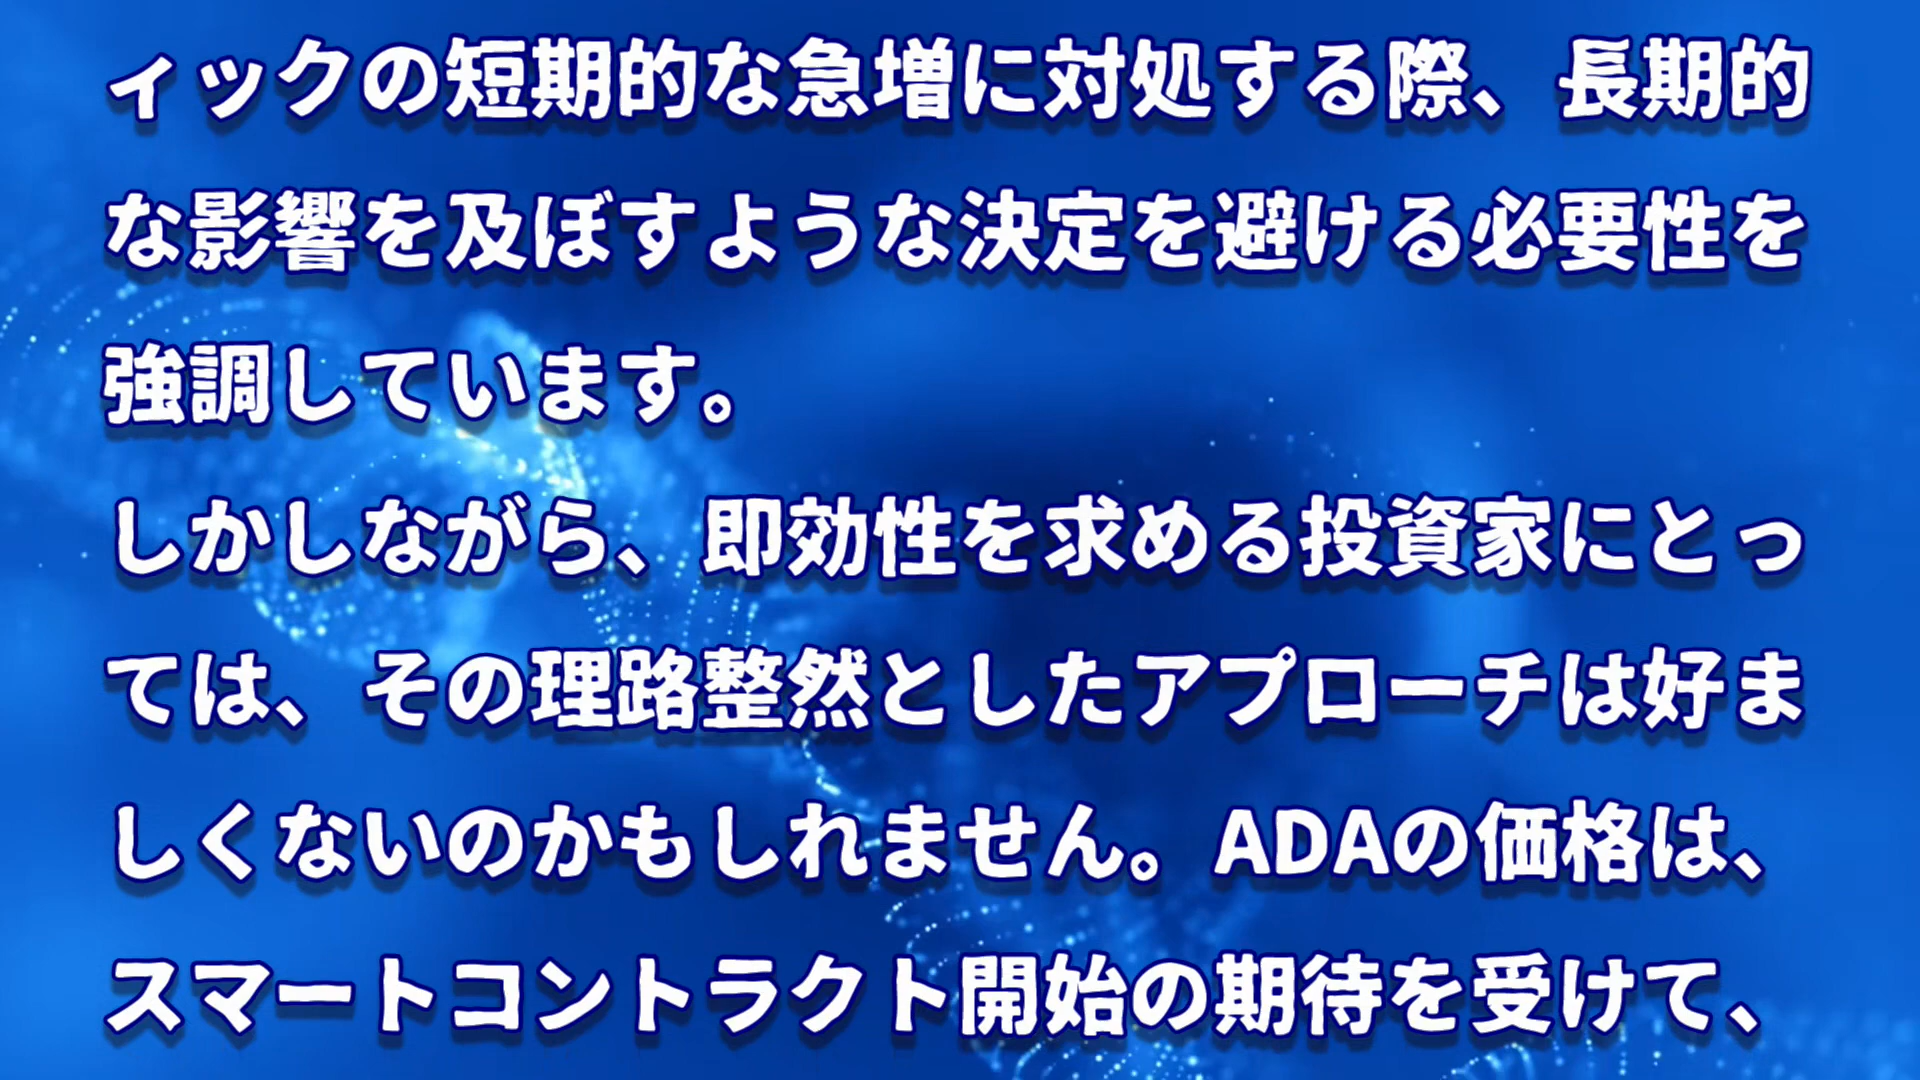 ィックの短期的な急増に対処する際、長期的
な影響を及ぼすような決定を避ける必要性を
強調しています。
しかしながら、即効性を求める投資家にとっ
ては、その理路整然としたアプローチは好ま
しくないのかもしれません。ADAの価格は、
スマートコントラクト開始の期待を受けて、